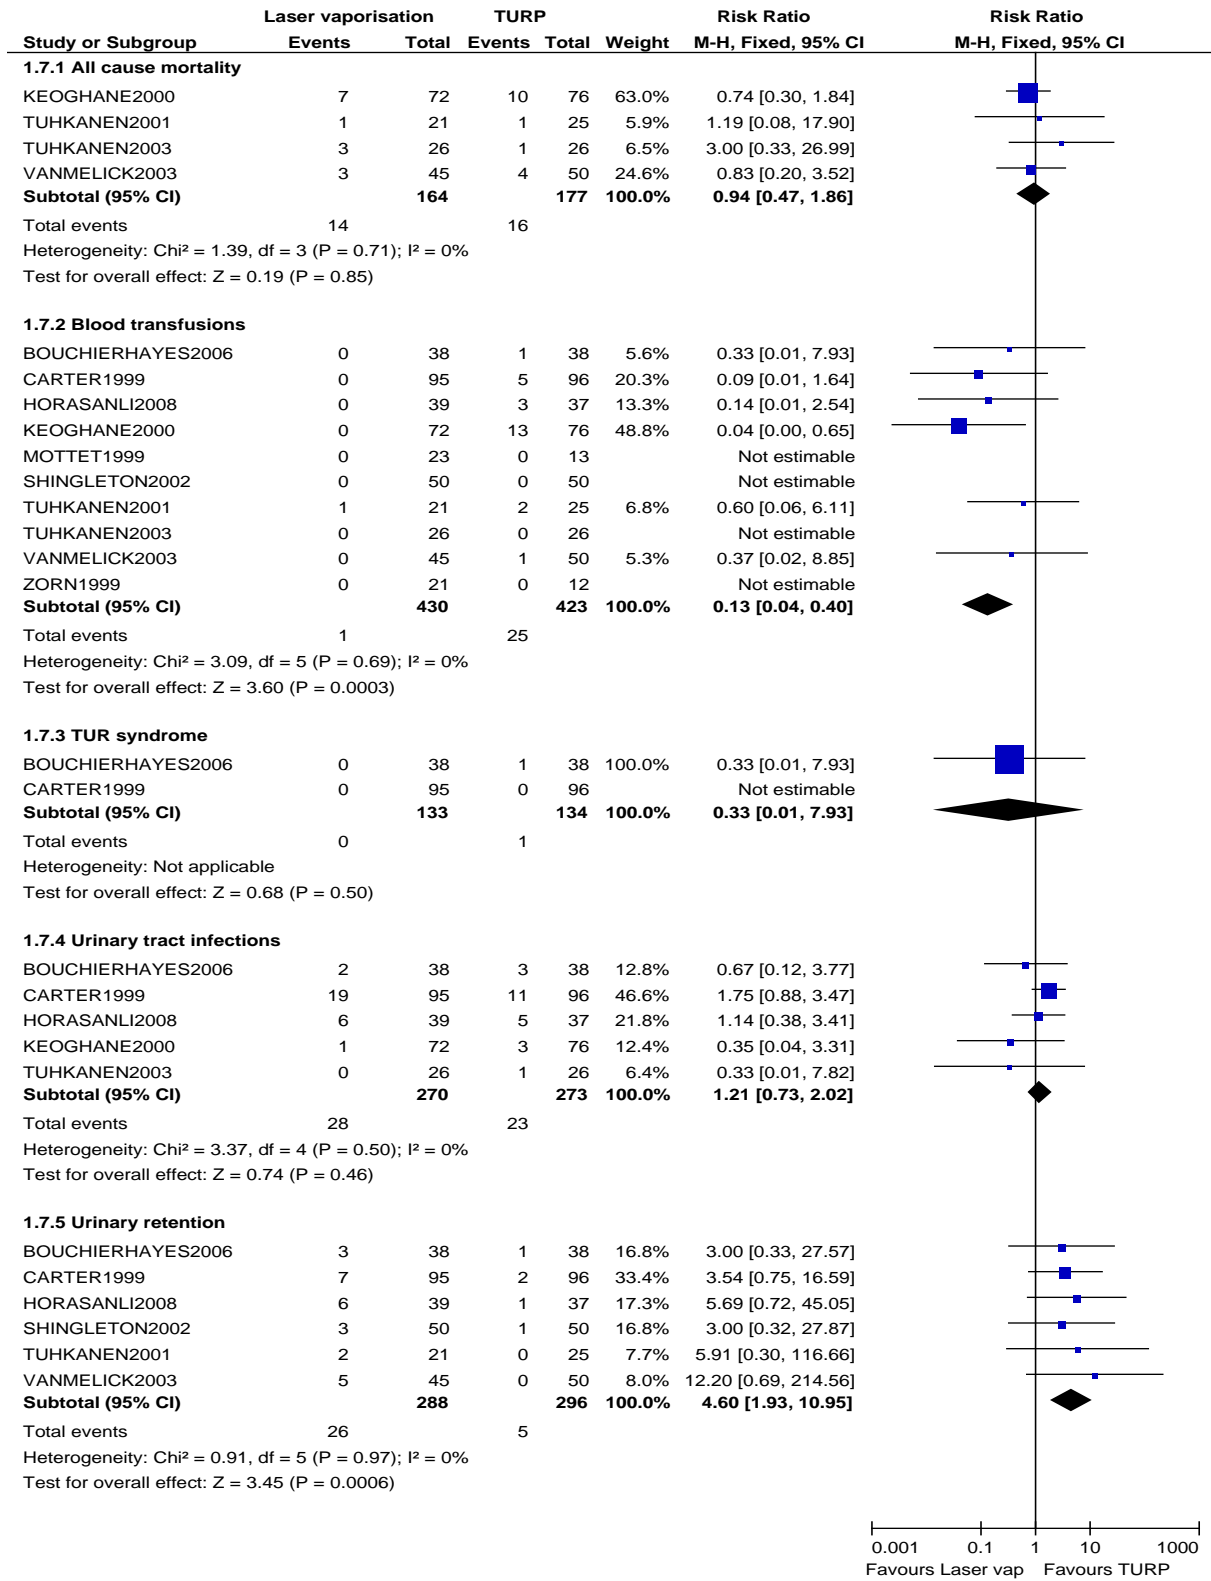 Laser vaporisation TURP Risk Ratio Risk Ratio
Study or Subgroup Events Total Events Total Weight M-H, Fixed, 95% CI M-H, Fixed, 95% CI
1.7.1 All cause mortality
KEOGHANE2000 7 72 10 76 63.0% 0.74 [0.30, 1.84]
TUHKANEN2001 1 21 1 25 5.9% 1.19 [0.08, 17.90]
TUHKANEN2003 3 26 1 26 6.5% 3.00 [0.33, 26.99]
VANMELICK2003 3 45 4 50 24.6% 0.83 [0.20, 3.52]
Subtotal (95% CI) 164 177 100.0% 0.94 [0.47, 1.86]
Total events 14 16
Heterogeneity: Chi² = 1.39, df = 3 (P = 0.71); I² = 0%
Test for overall effect: Z = 0.19 (P = 0.85)
1.7.2 Blood transfusions
BOUCHIERHAYES2006 0 38 1 38 5.6% 0.33 [0.01, 7.93]
CARTER1999 0 95 5 96 20.3% 0.09 [0.01, 1.64]
HORASANLI2008 0 39 3 37 13.3% 0.14 [0.01, 2.54]
KEOGHANE2000 0 72 13 76 48.8% 0.04 [0.00, 0.65]
MOTTET1999 0 23 0 13 Not estimable
SHINGLETON2002 0 50 0 50 Not estimable
TUHKANEN2001 1 21 2 25 6.8% 0.60 [0.06, 6.11]
TUHKANEN2003 0 26 0 26 Not estimable
VANMELICK2003 0 45 1 50 5.3% 0.37 [0.02, 8.85]
ZORN1999 0 21 0 12 Not estimable
Subtotal (95% CI) 430 423 100.0% 0.13 [0.04, 0.40]
Total events 1 25
Heterogeneity: Chi² = 3.09, df = 5 (P = 0.69); I² = 0%
Test for overall effect: Z = 3.60 (P = 0.0003)
1.7.3 TUR syndrome
BOUCHIERHAYES2006 0 38 1 38 100.0% 0.33 [0.01, 7.93]
CARTER1999 0 95 0 96 Not estimable
Subtotal (95% CI) 133 134 100.0% 0.33 [0.01, 7.93]
Total events 0 1
Heterogeneity: Not applicable
Test for overall effect: Z = 0.68 (P = 0.50)
1.7.4 Urinary tract infections
BOUCHIERHAYES2006 2 38 3 38 12.8% 0.67 [0.12, 3.77]
CARTER1999 19 95 11 96 46.6% 1.75 [0.88, 3.47]
HORASANLI2008 6 39 5 37 21.8% 1.14 [0.38, 3.41]
KEOGHANE2000 1 72 3 76 12.4% 0.35 [0.04, 3.31]
TUHKANEN2003 0 26 1 26 6.4% 0.33 [0.01, 7.82]
Subtotal (95% CI) 270 273 100.0% 1.21 [0.73, 2.02]
Total events 28 23
Heterogeneity: Chi² = 3.37, df = 4 (P = 0.50); I² = 0%
Test for overall effect: Z = 0.74 (P = 0.46)
1.7.5 Urinary retention
BOUCHIERHAYES2006 3 38 1 38 16.8% 3.00 [0.33, 27.57]
CARTER1999 7 95 2 96 33.4% 3.54 [0.75, 16.59]
HORASANLI2008 6 39 1 37 17.3% 5.69 [0.72, 45.05]
SHINGLETON2002 3 50 1 50 16.8% 3.00 [0.32, 27.87]
TUHKANEN2001 2 21 0 25 7.7% 5.91 [0.30, 116.66]
VANMELICK2003 5 45 0 50 8.0% 12.20 [0.69, 214.56]
Subtotal (95% CI) 288 296 100.0% 4.60 [1.93, 10.95]
Total events 26 5
Heterogeneity: Chi² = 0.91, df = 5 (P = 0.97); I² = 0%
Test for overall effect: Z = 3.45 (P = 0.0006)
0.001 0.1 1 10 1000
Favours Laser vap Favours TURP